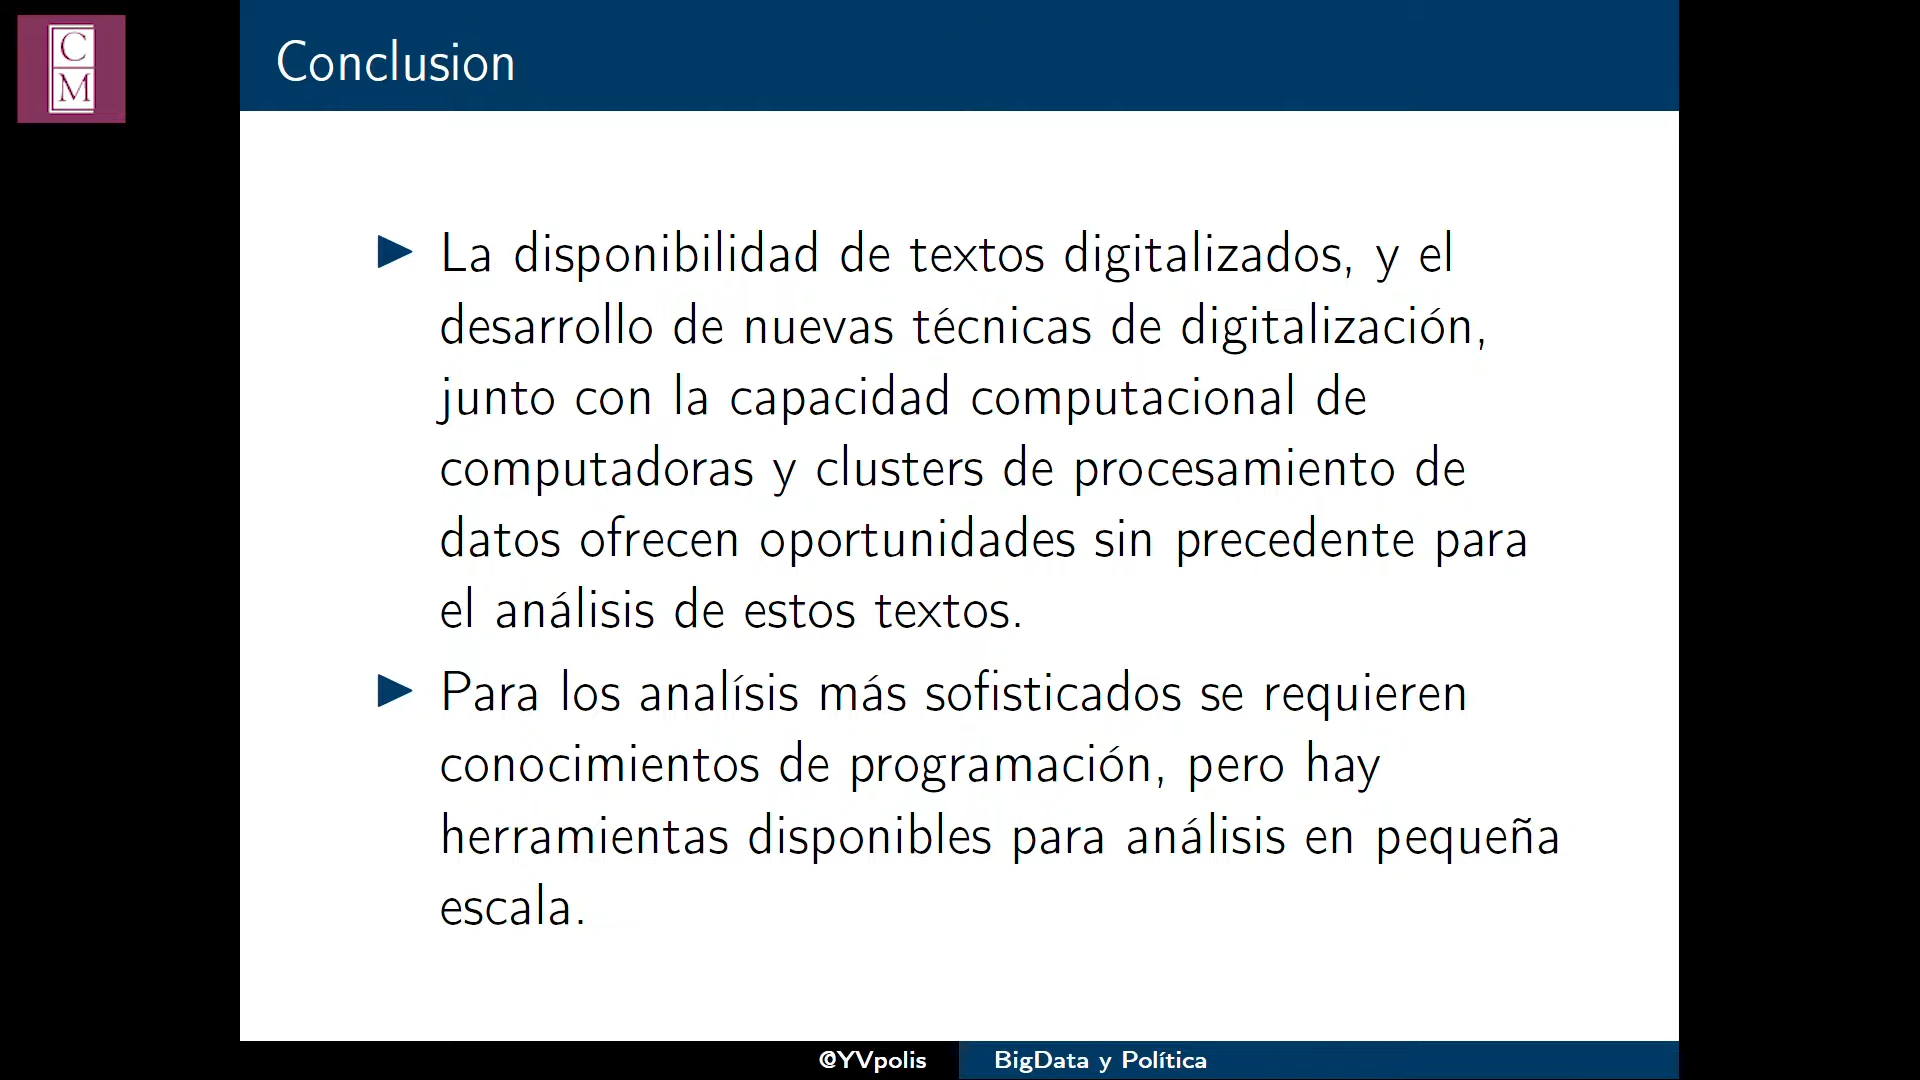 C
M
Conclusion
La disponibilidad de textos digitalizados, y el
desarrollo de nuevas técnicas de digitalización,
junto con la capacidad computacional de
computadoras y clusters de procesamiento de
datos ofrecen oportunidades sin precedente para
el análisis de estos textos.
Para los analísis más sofisticados se requieren
conocimientos de programación, pero hay
herramientas disponibles para análisis en pequeña
escala.
@YVpolis BigData y Política